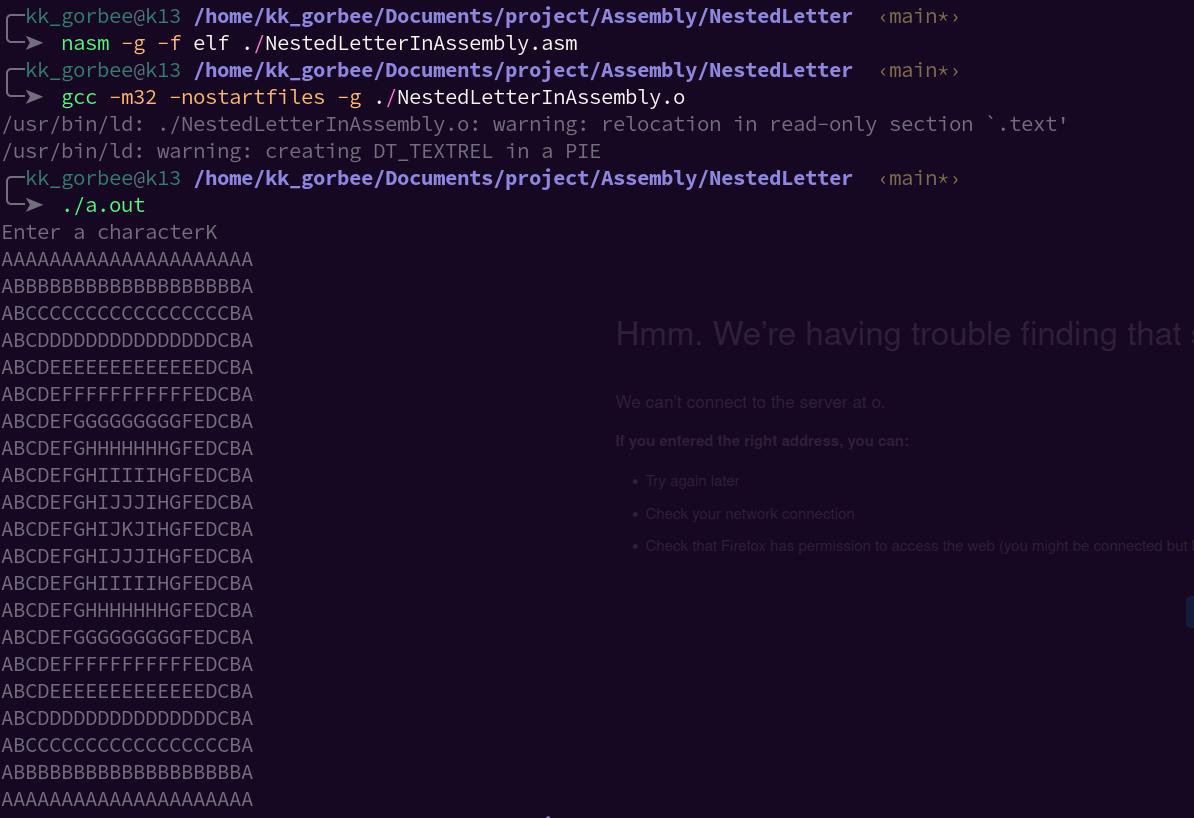 kk_gorbee@k13 /home/kk_gorbee/Documents/project/Assembly/NestedLetter ‹main*›
➤ nasm -g -f elf ./NestedLetterInAssembly.asm
kk_gorbee@k13 /home/kk_gorbee/Documents/project/Assembly/NestedLetter ‹main*›
➤ gcc -m32 -nostartfiles -g ./NestedLetterInAssembly.o
/usr/bin/ld: ./NestedLetterInAssembly.o: warning: relocation in read-only section `.text'
/usr/bin/ld: warning: creating DT_TEXTREL in a PIE
kk_gorbee@k13 /home/kk_gorbee/Documents/project/Assembly/NestedLetter ‹main*›
➤ ./a.out
Enter a characterK
AAAAAAAAAAAAAAAAAAAAA
ABBBBBBBBBBBBBBBBBBBA
ABCCCCCCCCCCCCCCCCCBA
ABCDDDDDDDDDDDDDDDCBA
ABCDEEEEEEEEEEEEEDCBA
ABCDEFFFFFFFFFFFEDCBA
ABCDEFGGGGGGGGGFEDCBA
ABCDEFGHHHHHHHGFEDCBA
ABCDEFGHIIIIIHGFEDCBA
ABCDEFGHIJJJIHGFEDCBA
ABCDEFGHIJKJIHGFEDCBA
ABCDEFGHIJJJIHGFEDCBA
ABCDEFGHIIIIIHGFEDCBA
ABCDEFGHHHHHHHGFEDCBA
ABCDEFGGGGGGGGGFEDCBA
ABCDEFFFFFFFFFFFEDCBA
ABCDEEEEEEEEEEEEEDCBA
ABCDDDDDDDDDDDDDDDCBA
ABCCCCCCCCCCCCCCCCCBA
ABBBBBBBBBBBBBBBBBBBA
AAAAAAAAAAAAAAAAAAAAA
Hmm. We're having trouble finding that
We can't connect to the server at o.
If you entered the right address, you can:
• Try again later
• Check your network connection
• Check that Firefox has permission to access the web (you might be connected but